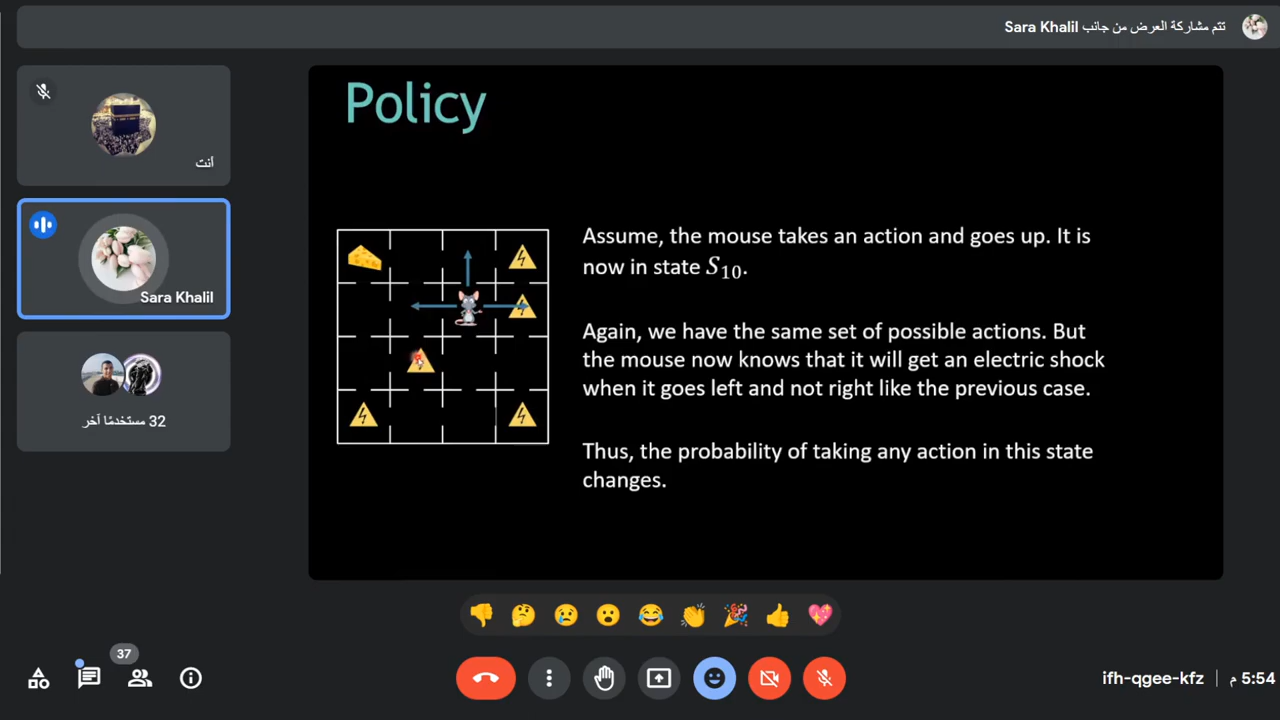 تتم مشاركة العرض من جانب Sara Khalil
أنت
Sara Khalil
32 مستخدمًا آخر
Policy
Assume, the mouse takes an action and goes up. It is
now in state S₁₀.
Again, we have the same set of possible actions. But
the mouse now knows that it will get an electric shock
when it goes left and not right like the previous case.
Thus, the probability of taking any action in this state
changes.
37
ifh-qgee-kfz
5:54 م